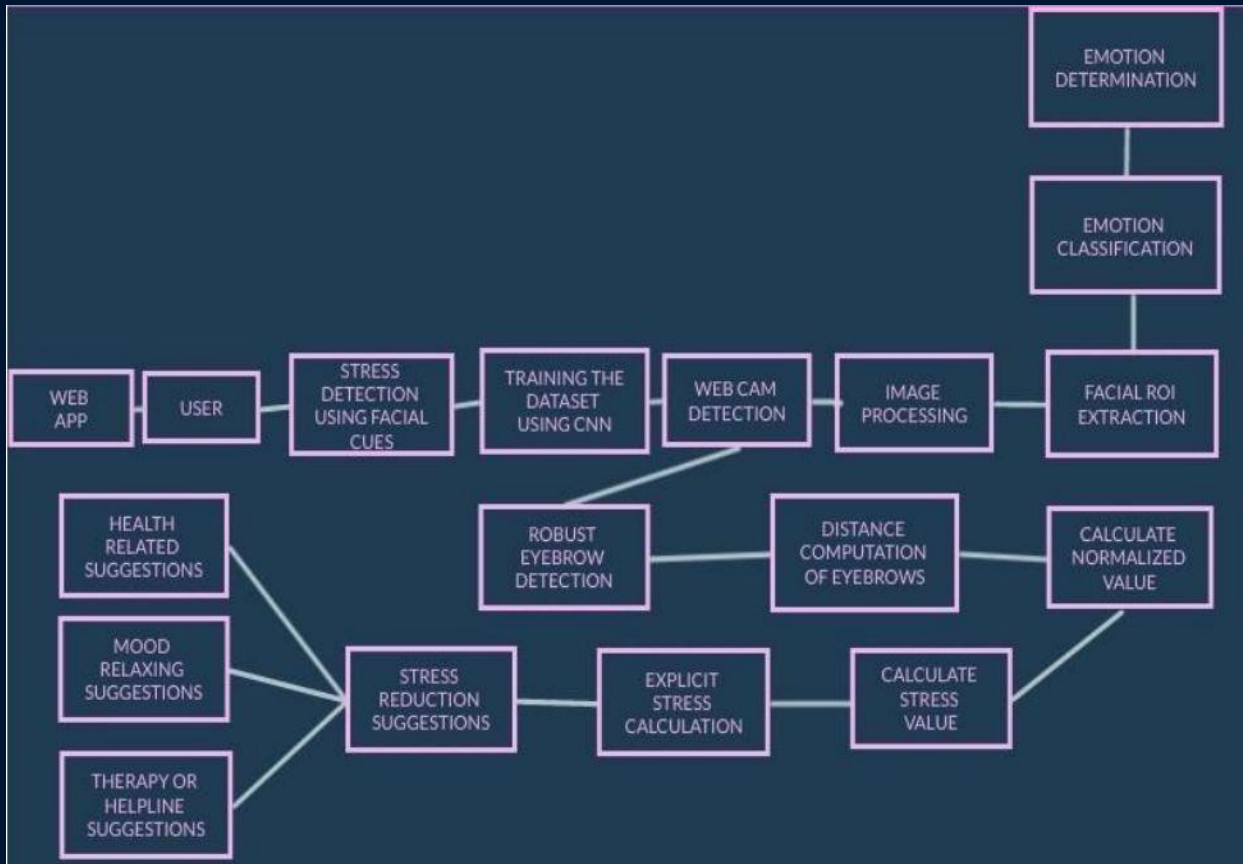 EMOTION
DETERMINATION
EMOTION
CLASSIFICATION
WEB
APP
USER
STRESS
DETECTION
USING FACIAL
CUES
TRAINING THE
DATASET
USING CNN
WEB CAM
DETECTION
IMAGE
PROCESSING
FACIAL ROI
EXTRACTION
HEALTH
RELATED
SUGGESTIONS
ROBUST
EYEBROW
DETECTION
DISTANCE
COMPUTATION
OF EYEBROWS
CALCULATE
NORMALIZED
VALUE
MOOD
RELAXING
SUGGESTIONS
STRESS
REDUCTION
SUGGESTIONS
EXPLICIT
STRESS
CALCULATION
CALCULATE
STRESS
VALUE
THERAPY OR
HELPLINE
SUGGESTIONS